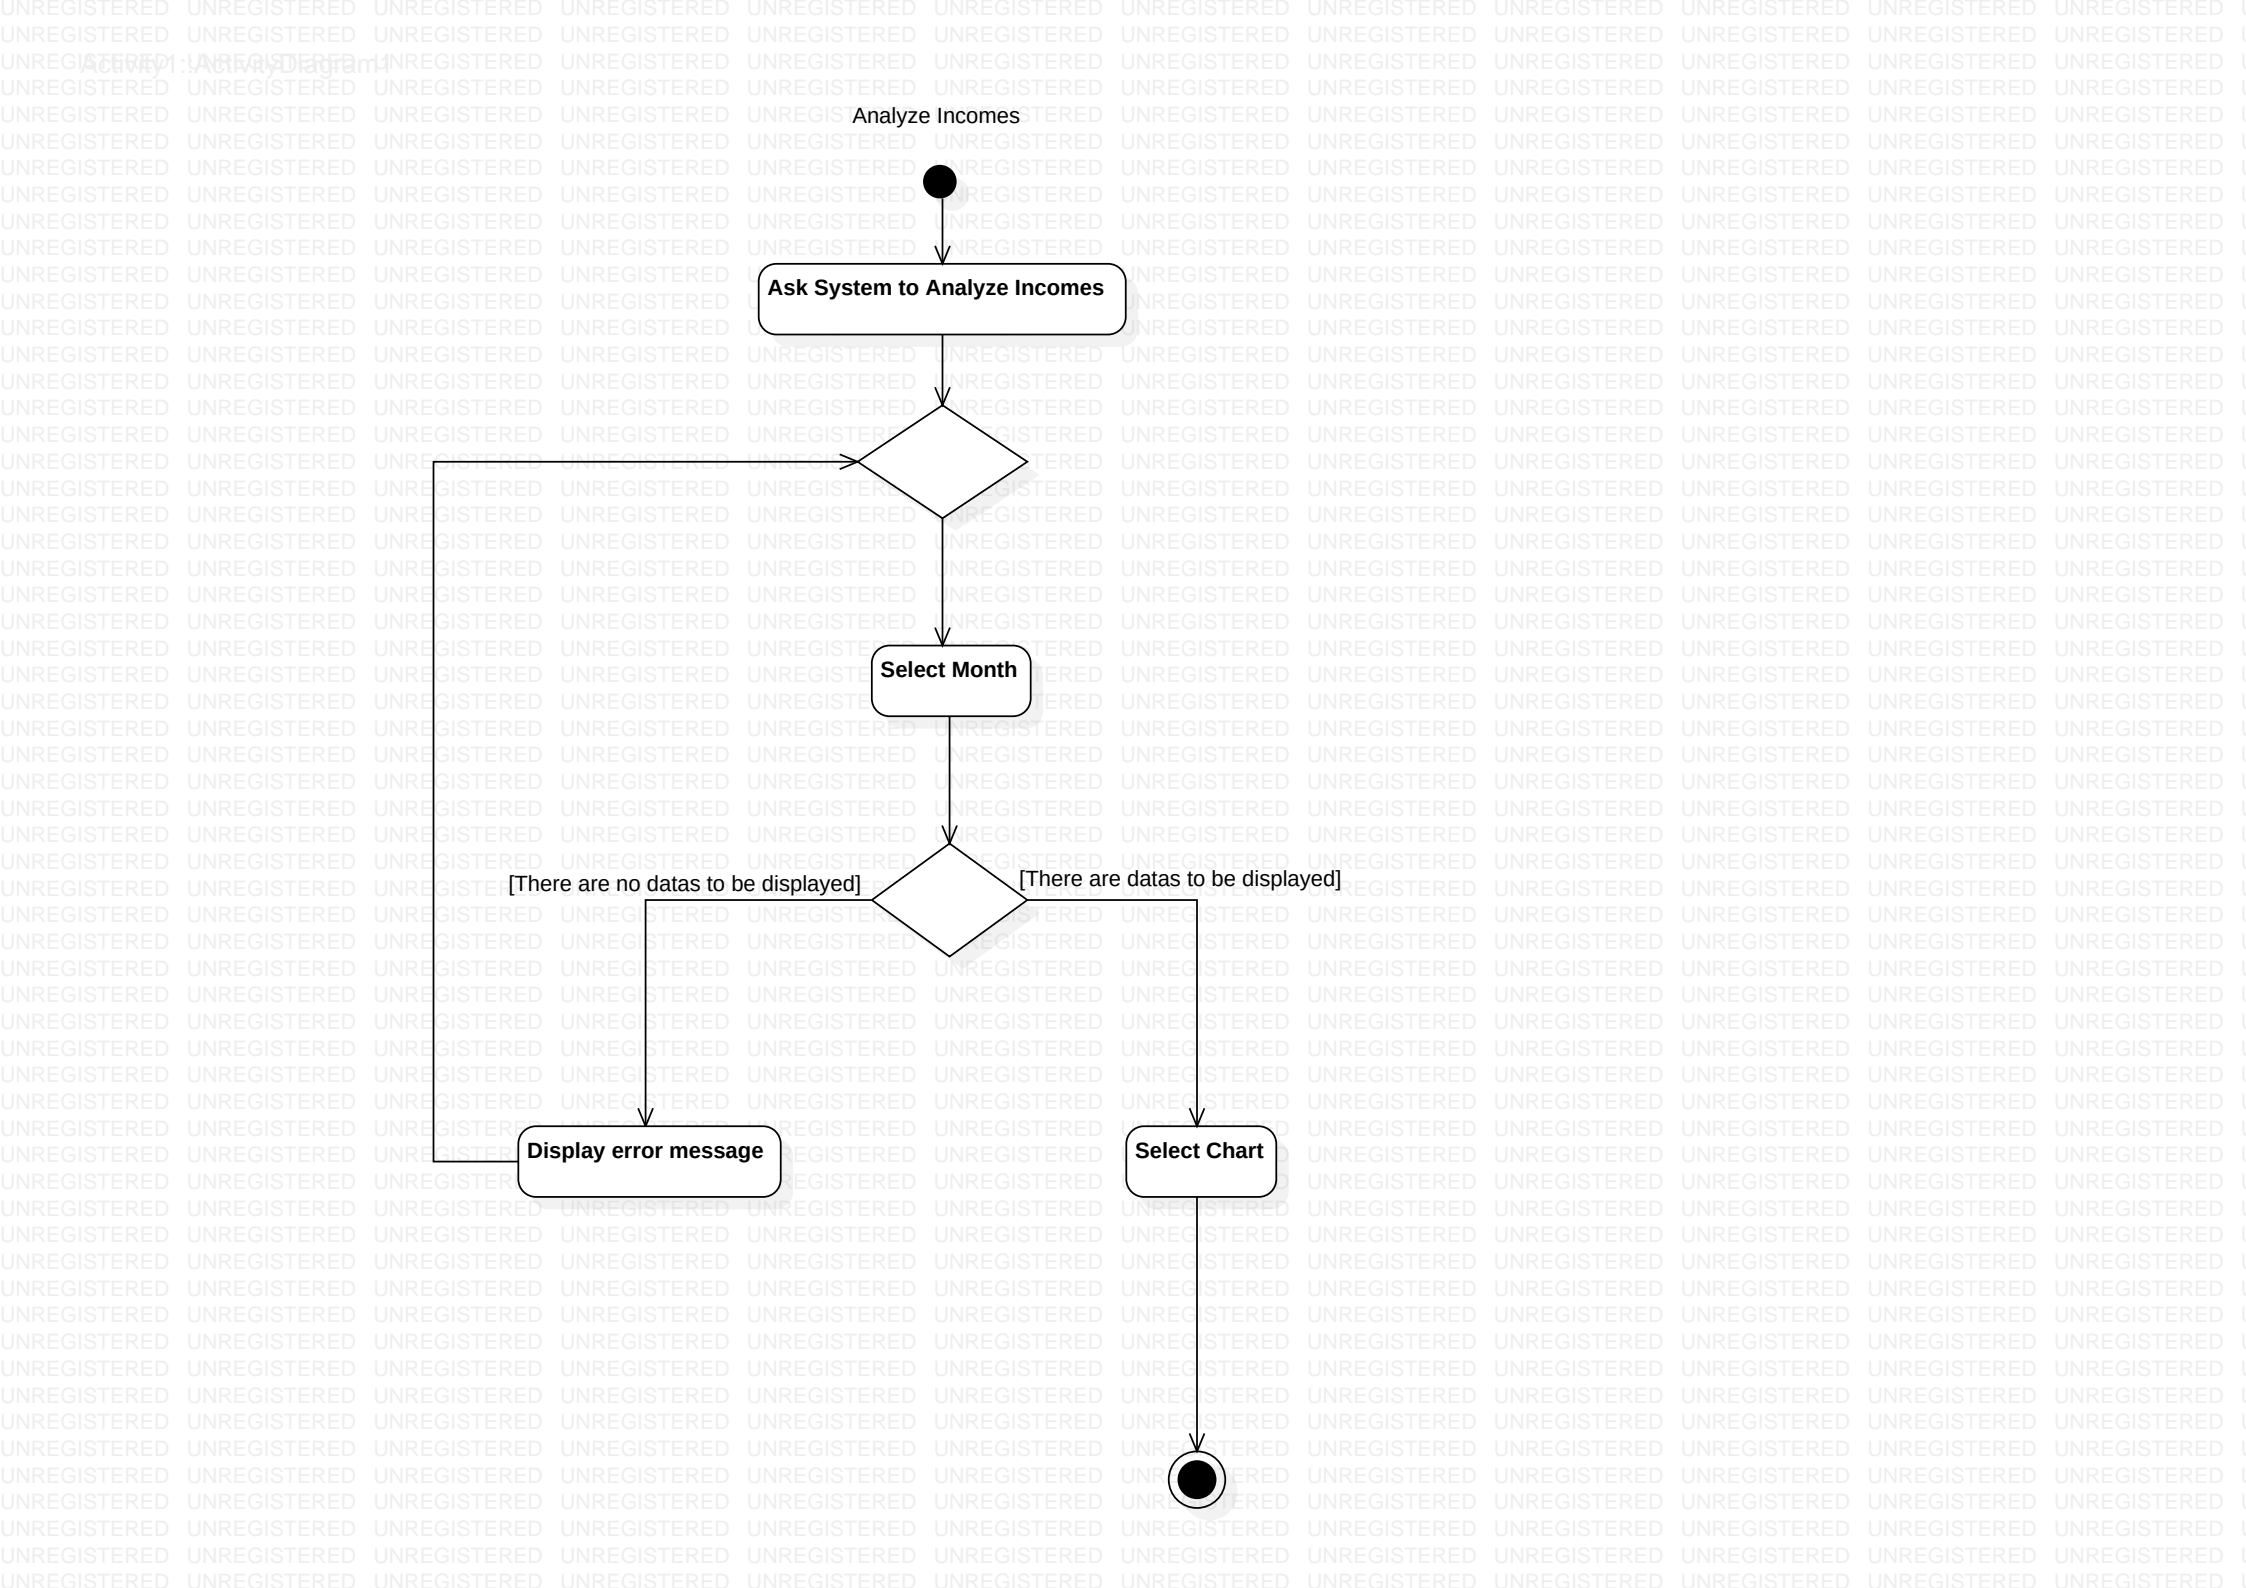 Activity1::ActivityDiagram1
Analyze Incomes
Ask System to Analyze Incomes
Select Month
[There are no datas to be displayed]
[There are datas to be displayed]
Display error message
Select Chart
UNREGISTERED